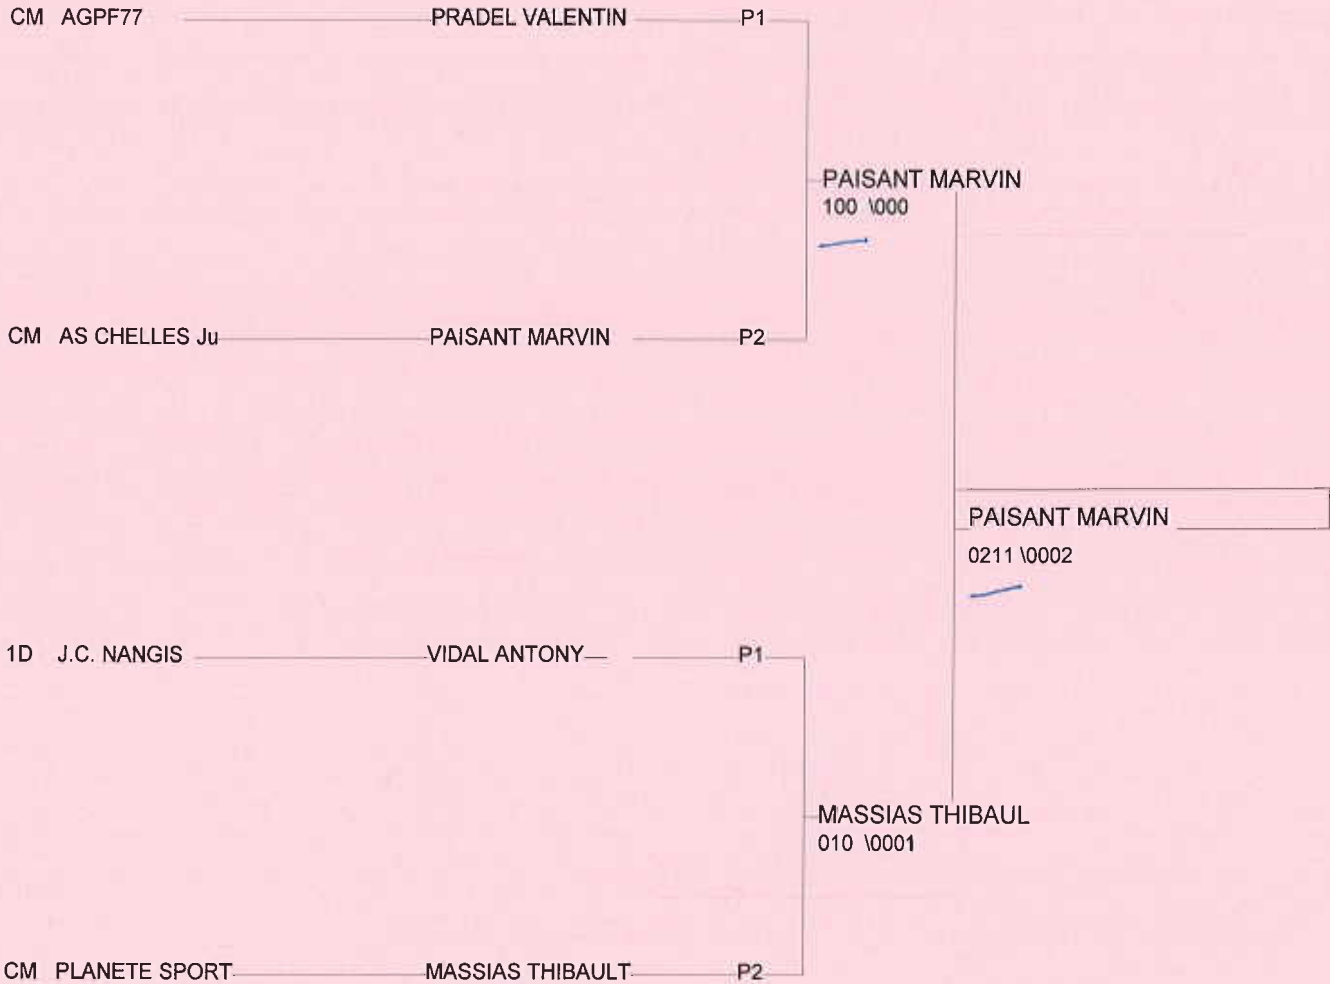 CM AGPF77 PRADEL VALENTIN P1
PAISANT MARVIN
100 \000
CM AS CHELLES Ju PAISANT MARVIN P2
PAISANT MARVIN
0211 \0002
1D J.C. NANGIS VIDAL ANTONY P1
MASSIAS THIBAUL
010 \0001
CM PLANETE SPORT MASSIAS THIBAULT P2